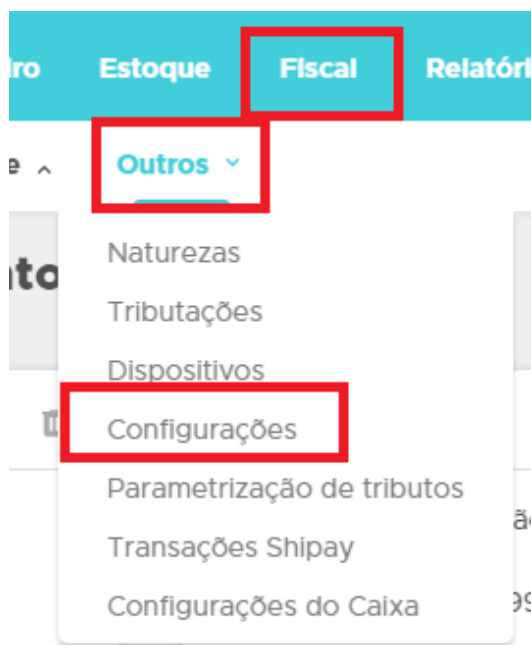 Estoque Fiscal
Outros
Naturezas
Tributações
Dispositivos
Configurações
Parametrização de tributos
Transações Shipay
Configurações do Caixa